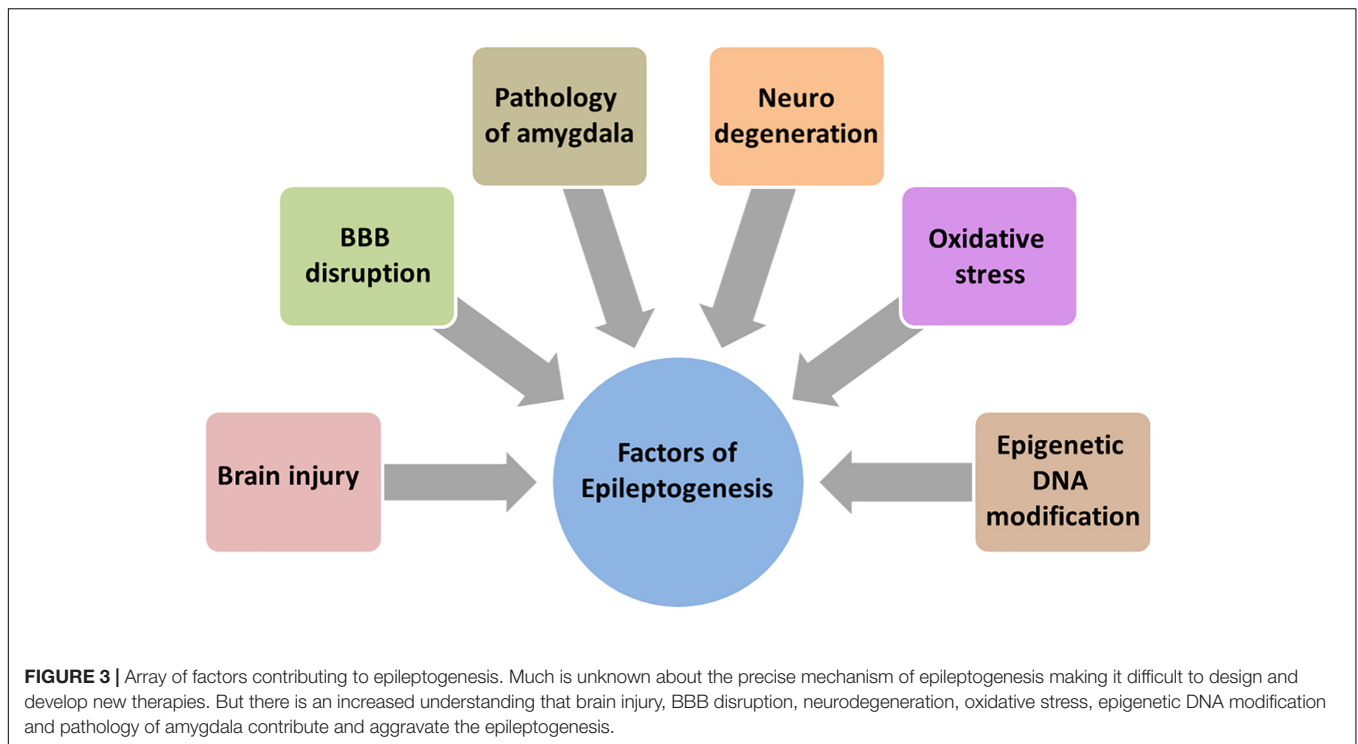 Pathology
of amygdala
Neuro
degeneration
BBB
disruption
Oxidative
stress
Brain injury
Factors of
Epileptogenesis
Epigenetic
DNA
modification
FIGURE 3 | Array of factors contributing to epileptogenesis. Much is unknown about the precise mechanism of epileptogenesis making it difficult to design and
develop new therapies. But there is an increased understanding that brain injury, BBB disruption, neurodegeneration, oxidative stress, epigenetic DNA modification
and pathology of amygdala contribute and aggravate the epileptogenesis.